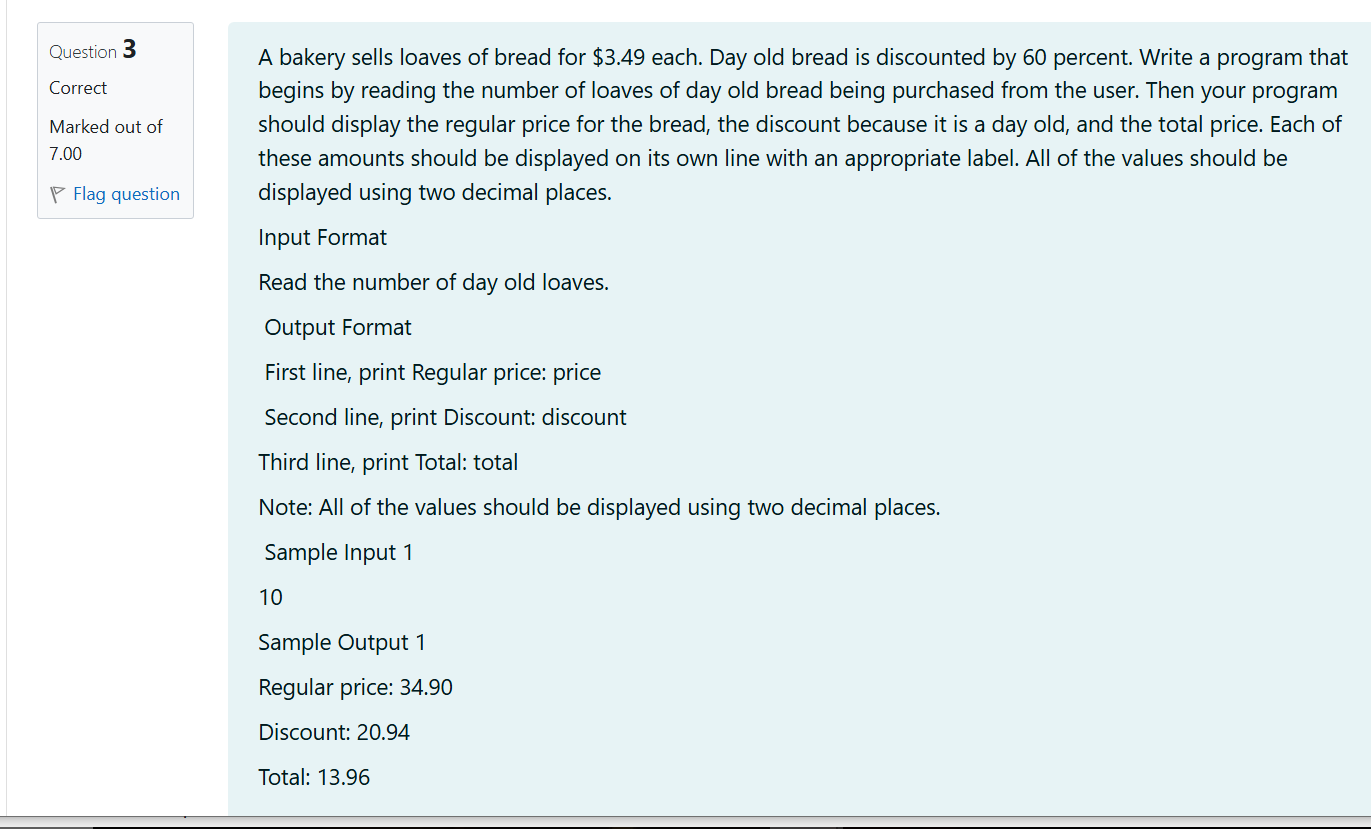 Question 3
Correct
Marked out of
7.00
Flag question
A bakery sells loaves of bread for $3.49 each. Day old bread is discounted by 60 percent. Write a program that
begins by reading the number of loaves of day old bread being purchased from the user. Then your program
should display the regular price for the bread, the discount because it is a day old, and the total price. Each of
these amounts should be displayed on its own line with an appropriate label. All of the values should be
displayed using two decimal places.
Input Format
Read the number of day old loaves.
Output Format
First line, print Regular price: price
Second line, print Discount: discount
Third line, print Total: total
Note: All of the values should be displayed using two decimal places.
Sample Input 1
10
Sample Output 1
Regular price: 34.90
Discount: 20.94
Total: 13.96